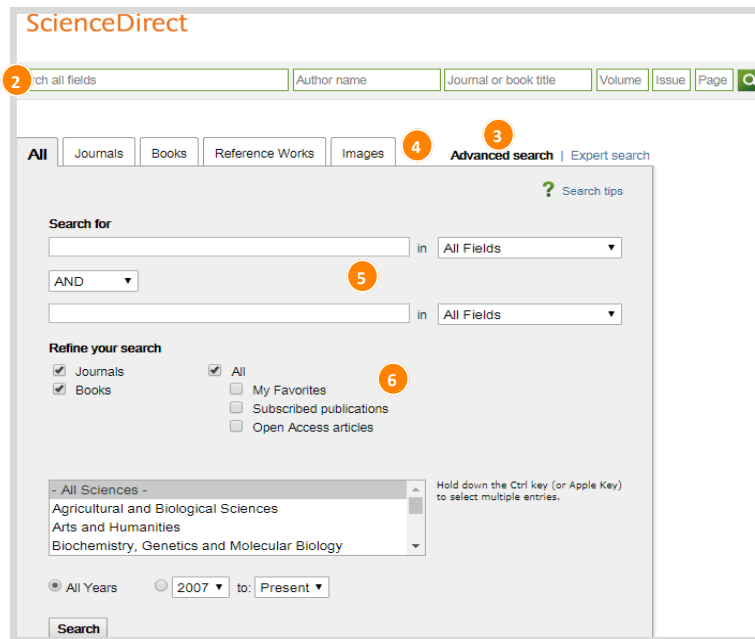 ScienceDirect
2 rch all fields Author name Journal or book title Volume Issue Page
3
All Journals Books Reference Works Images 4 Advanced search | Expert search
? Search tips
Search for
in All Fields
AND 5
in All Fields
Refine your search
Journals All 6
Books My Favorites
Subscribed publications
Open Access articles
- All Sciences - Hold down the Ctrl key (or Apple Key)
Agricultural and Biological Sciences to select multiple entries.
Arts and Humanities
Biochemistry, Genetics and Molecular Biology
All Years 2007 to: Present
Search